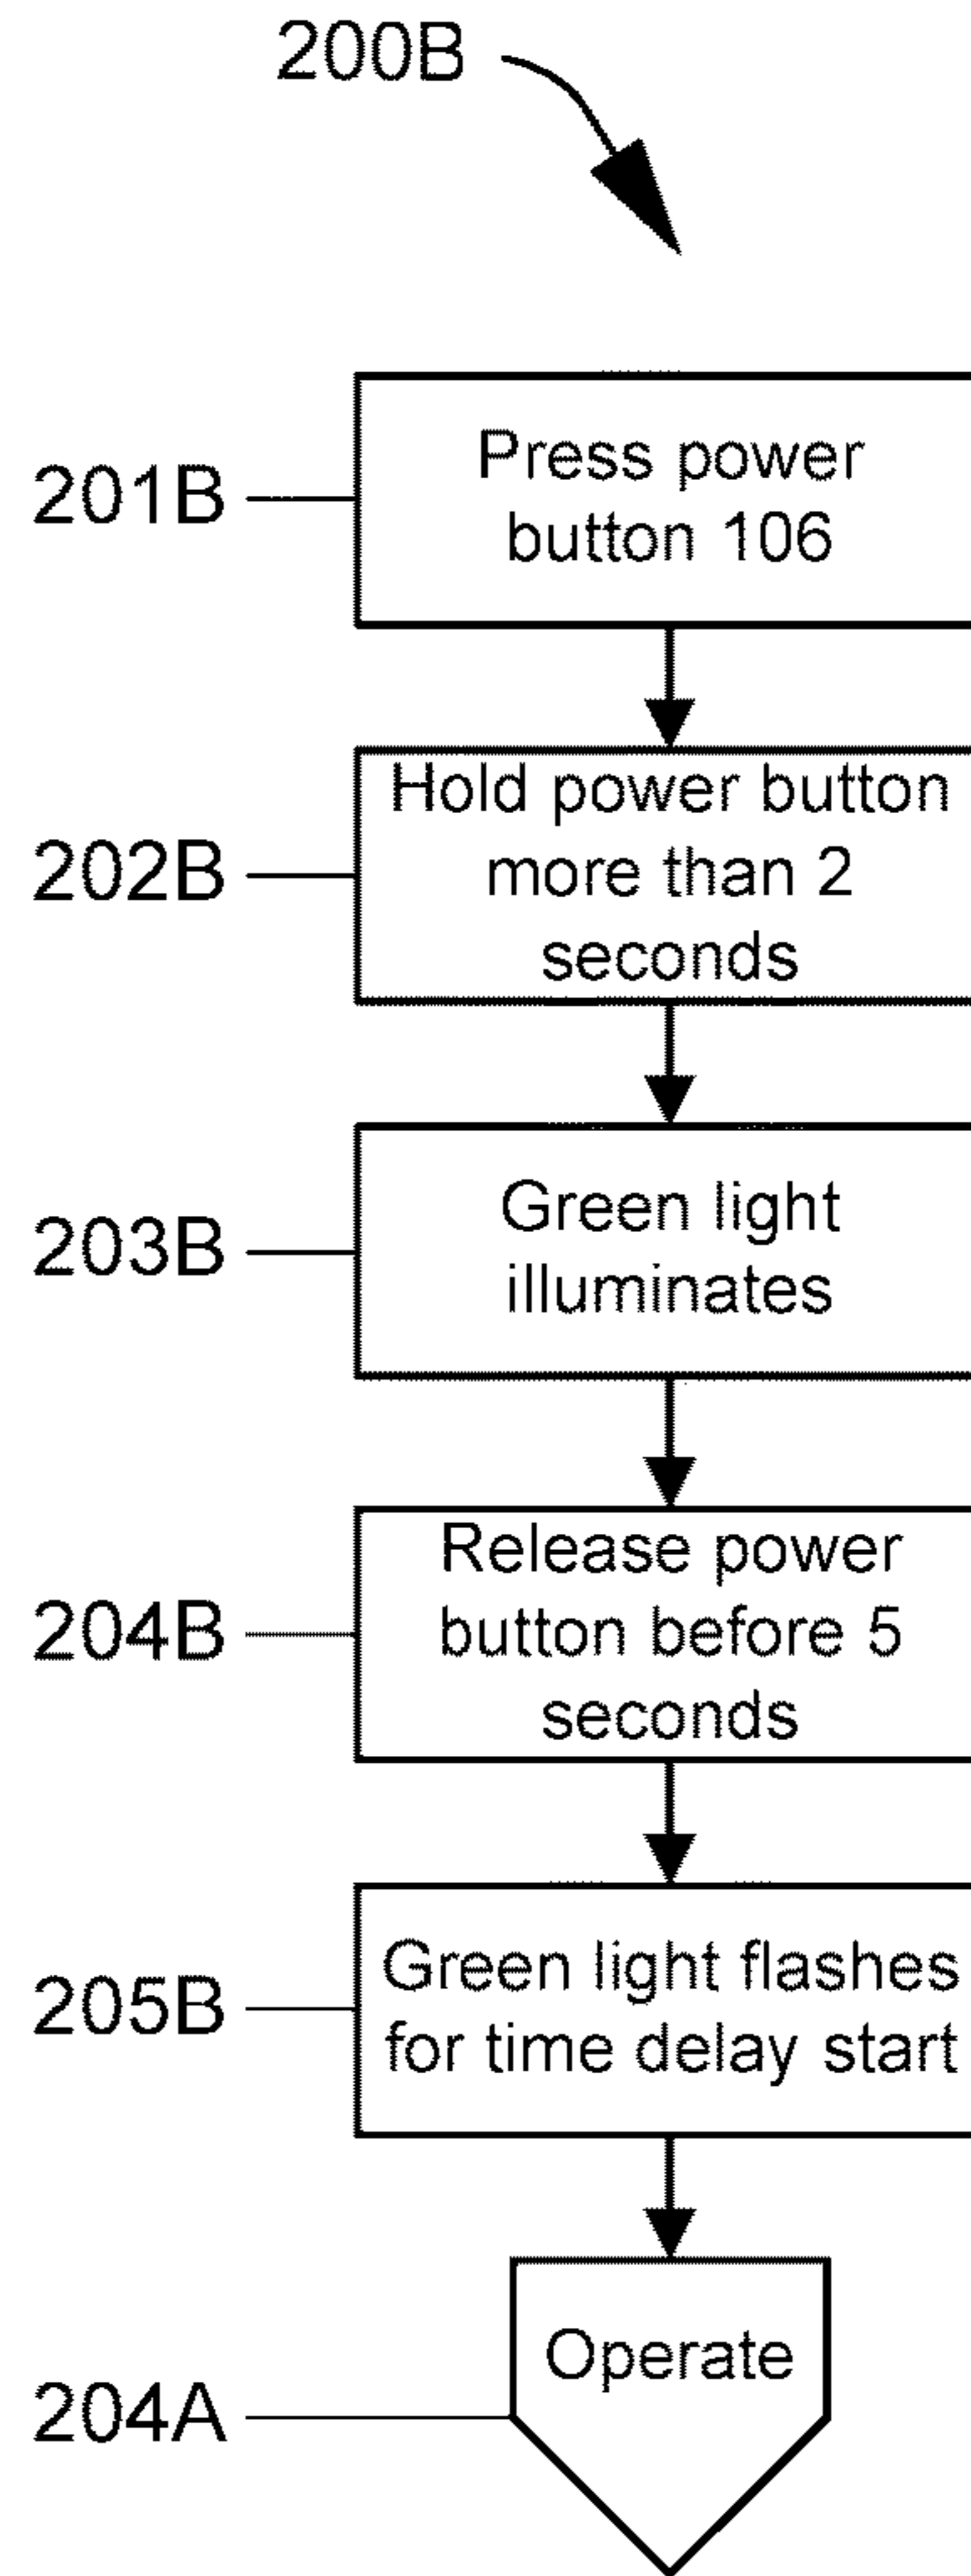 200B
201B
Press power
button 106
202B
Hold power button
more than 2
seconds
203B
Green light
illuminates
204B
Release power
button before 5
seconds
205B
Green light flashes
for time delay start
204A
Operate